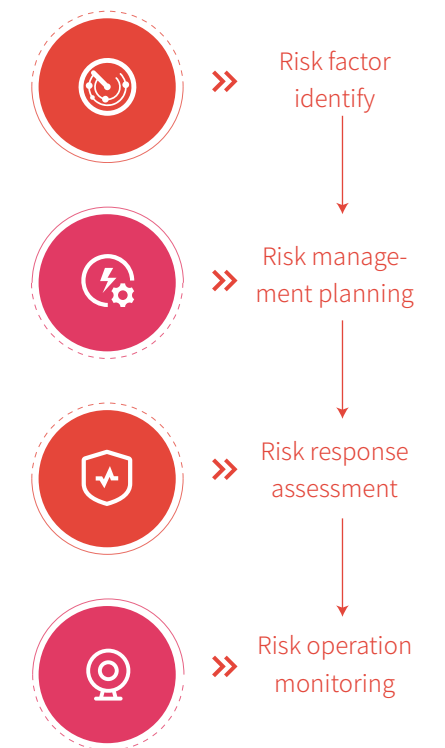 Risk factor
identify
Risk manage-
ment planning
Risk response
assessment
Risk operation
monitoring